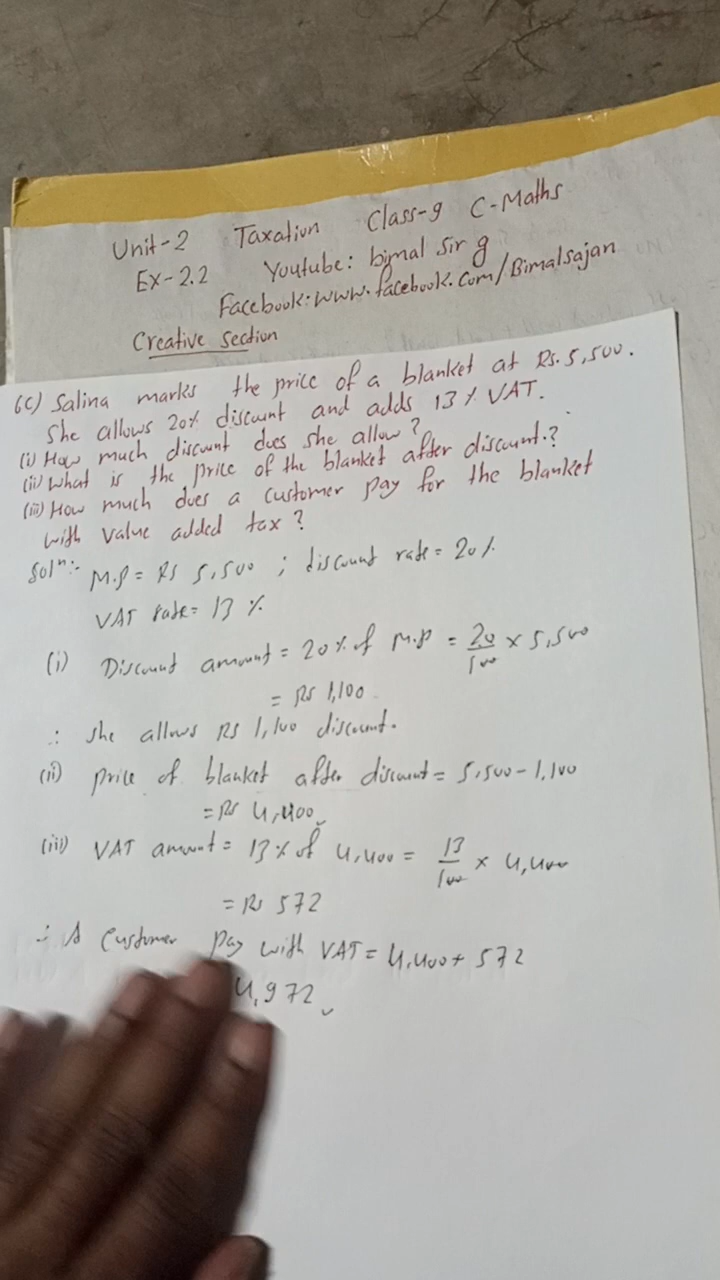 Unit-2 Taxation Class-9 C-Maths
Ex-2.2 Youtube: bimal sir g
Facebook: www.facebook.com/Bimalsajan
Creative section
6c) Salina marks the price of a blanket at Rs. 5,500.
She allows 20% discount and adds 13% VAT.
(i) How much discount does she allow?
(ii) What is the price of the blanket after discount.?
(iii) How much does a customer pay for the blanket
with value added tax?
Solⁿ:- M.P = Rs 5,500 ; discount rate = 20%
VAT rate = 13%
(i) Discount amount = 20% of M.P = 20/100 × 5,500
= Rs 1,100
∴ she allows Rs 1,100 discount.
(ii) price of blanket after discount = 5,500 - 1,100
= Rs 4,400
(iii) VAT amount = 13% of 4,400 = 13/100 × 4,400
= Rs 572
∴ A customer pay with VAT = 4,400 + 572
4,972